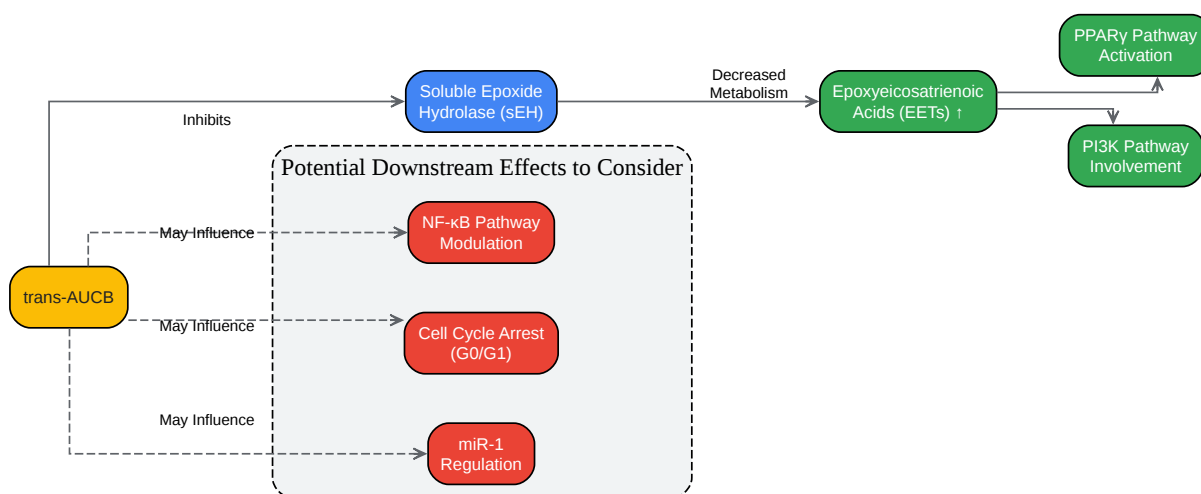 PPARγ Pathway
Activation
Decreased
Metabolism
Soluble Epoxide
Hydrolase (sEH)
Epoxyeicosatrienoic
Acids (EETs) ↑
Inhibits
PI3K Pathway
Involvement
Potential Downstream Effects to Consider
NF-κB Pathway
Modulation
May Influence
trans-AUCB
May Influence
Cell Cycle Arrest
(G0/G1)
May Influence
miR-1
Regulation